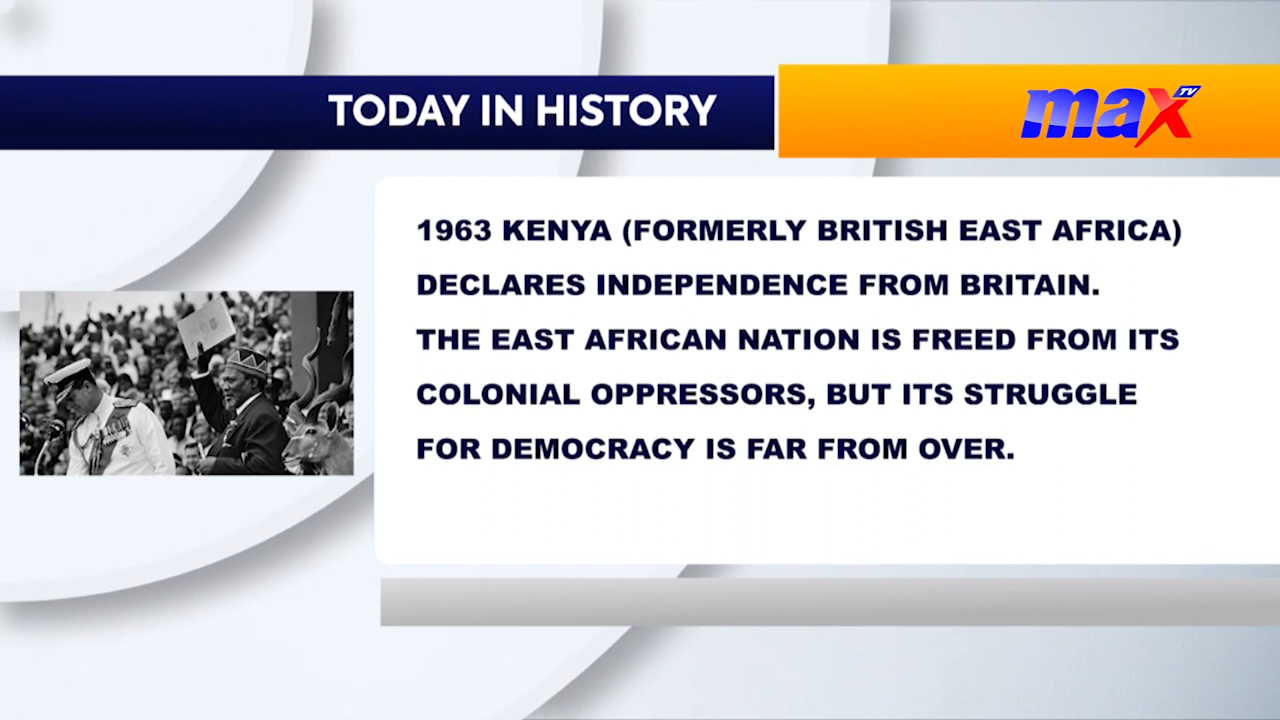 TODAY IN HISTORY
max TV
1963 KENYA (FORMERLY BRITISH EAST AFRICA)
DECLARES INDEPENDENCE FROM BRITAIN.
THE EAST AFRICAN NATION IS FREED FROM ITS
COLONIAL OPPRESSORS, BUT ITS STRUGGLE
FOR DEMOCRACY IS FAR FROM OVER.